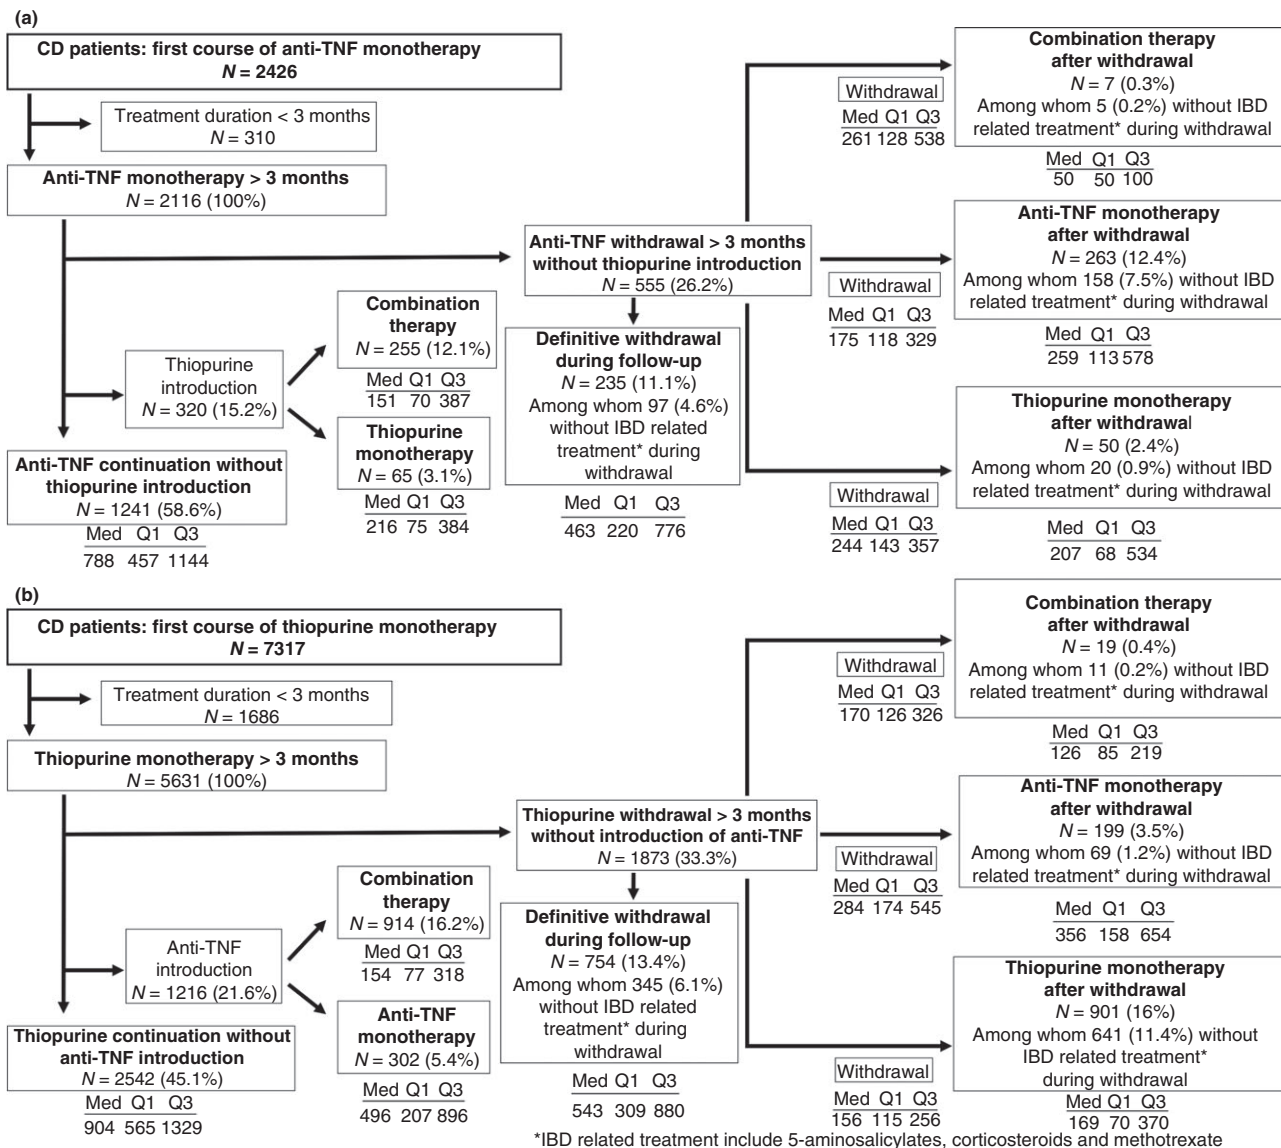 (a)
CD patients: first course of anti-TNF monotherapy
N = 2426
Treatment duration < 3 months
N = 310
Anti-TNF monotherapy > 3 months
N = 2116 (100%)
Anti-TNF withdrawal > 3 months
without thiopurine introduction
N = 555 (26.2%)
Thiopurine
introduction
N = 320 (15.2%)
Combination
therapy
N = 255 (12.1%)
Med Q1 Q3
151 70 387
Thiopurine
monotherapy
N = 65 (3.1%)
Med Q1 Q3
216 75 384
Anti-TNF continuation without
thiopurine introduction
N = 1241 (58.6%)
Med Q1 Q3
788 457 1144
Definitive withdrawal
during follow-up
N = 235 (11.1%)
Among whom 97 (4.6%)
without IBD related
treatment* during
withdrawal
Med Q1 Q3
463 220 776
Withdrawal
Med Q1 Q3
261 128 538
Combination therapy
after withdrawal
N = 7 (0.3%)
Among whom 5 (0.2%) without IBD
related treatment* during withdrawal
Med Q1 Q3
50 50 100
Withdrawal
Med Q1 Q3
175 118 329
Anti-TNF monotherapy
after withdrawal
N = 263 (12.4%)
Among whom 158 (7.5%) without IBD
related treatment* during withdrawal
Med Q1 Q3
259 113 578
Withdrawal
Med Q1 Q3
244 143 357
Thiopurine monotherapy
after withdrawal
N = 50 (2.4%)
Among whom 20 (0.9%) without IBD
related treatment* during withdrawal
Med Q1 Q3
207 68 534
(b)
CD patients: first course of thiopurine monotherapy
N = 7317
Treatment duration < 3 months
N = 1686
Thiopurine monotherapy > 3 months
N = 5631 (100%)
Thiopurine withdrawal > 3 months
without introduction of anti-TNF
N = 1873 (33.3%)
Anti-TNF
introduction
N = 1216 (21.6%)
Combination
therapy
N = 914 (16.2%)
Med Q1 Q3
154 77 318
Anti-TNF
monotherapy
N = 302 (5.4%)
Med Q1 Q3
496 207 896
Thiopurine continuation without
anti-TNF introduction
N = 2542 (45.1%)
Med Q1 Q3
904 565 1329
Definitive withdrawal
during follow-up
N = 754 (13.4%)
Among whom 345 (6.1%)
without IBD related
treatment* during
withdrawal
Med Q1 Q3
543 309 880
Withdrawal
Med Q1 Q3
170 126 326
Combination therapy
after withdrawal
N = 19 (0.4%)
Among whom 11 (0.2%) without IBD
related treatment* during withdrawal
Med Q1 Q3
126 85 219
Withdrawal
Med Q1 Q3
284 174 545
Anti-TNF monotherapy
after withdrawal
N = 199 (3.5%)
Among whom 69 (1.2%) without IBD
related treatment* during withdrawal
Med Q1 Q3
356 158 654
Withdrawal
Med Q1 Q3
156 115 256
Thiopurine monotherapy
after withdrawal
N = 901 (16%)
Among whom 641 (11.4%) without
IBD related treatment*
during withdrawal
Med Q1 Q3
169 70 370
*IBD related treatment include 5-aminosalicylates, corticosteroids and methotrexate